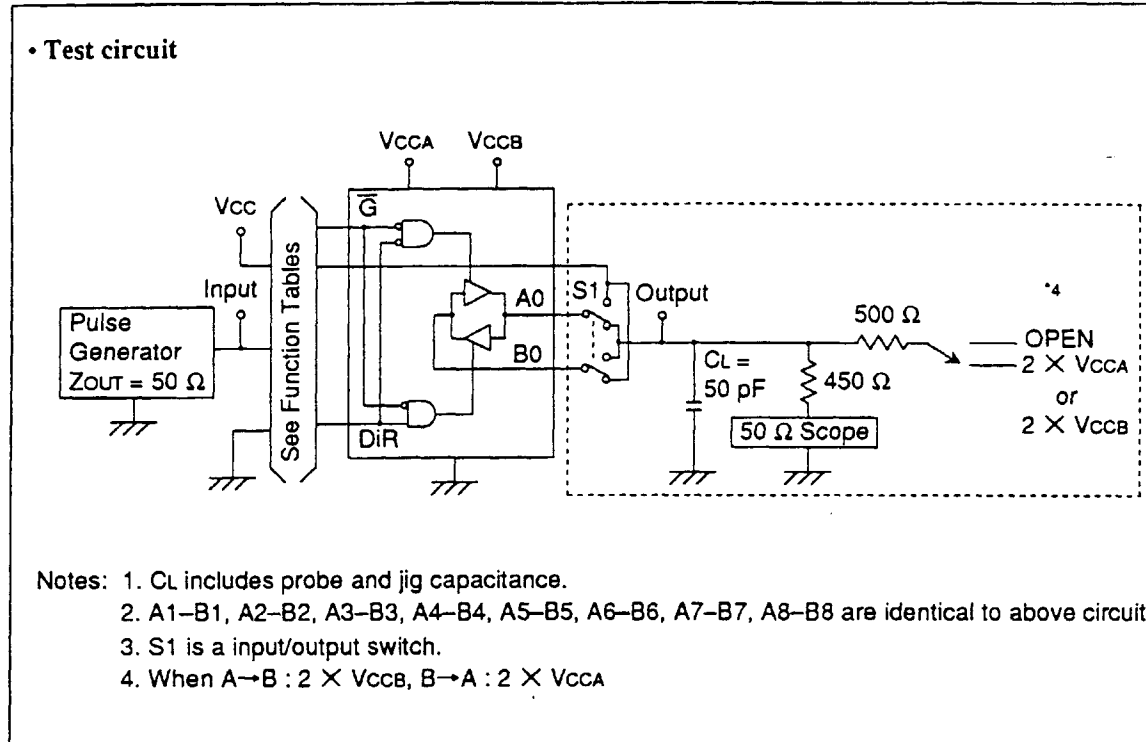 • Test circuit
VCCA VCCB
VCC
G
See Function Tables
Input
A0
S1
Output
*4
Pulse
Generator
ZOUT = 50 Ω
B0
500 Ω
OPEN
2 × VCCA
or
2 × VCCB
CL =
50 pF
450 Ω
50 Ω Scope
DiR
Notes: 1. CL includes probe and jig capacitance.
2. A1–B1, A2–B2, A3–B3, A4–B4, A5–B5, A6–B6, A7–B7, A8–B8 are identical to above circuit
3. S1 is a input/output switch.
4. When A→B : 2 × VCCB, B→A : 2 × VCCA